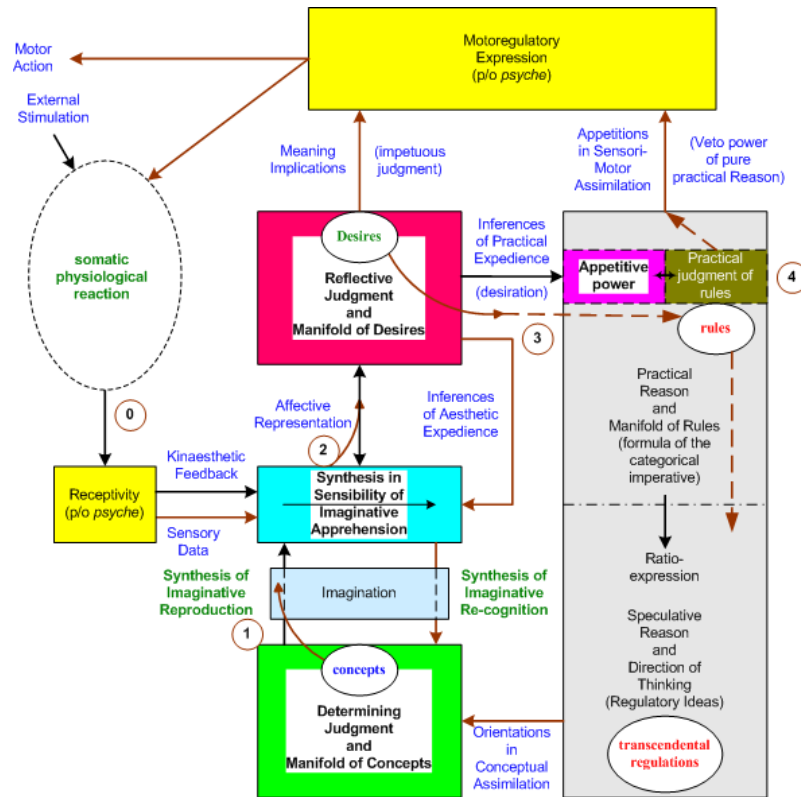 Motor
Action
External
Stimulation
Motoregulatory
Expression
(p/o psyche)
Meaning
Implications
(impetuous
judgment)
Appetitions
in Sensori-
Motor
Assimilation
(Veto power
of pure
practical Reason)
somatic
physiological
reaction
Desires
Reflective
Judgment
and
Manifold of Desires
Inferences
of Practical
Expedience
(desiration)
Appetitive
power
Practical
judgment of
rules
4
rules
3
Practical
Reason
and
Manifold of Rules
(formula of the
categorical
imperative)
0
Affective
Representation
2
Inferences
of Aesthetic
Expedience
Kinaesthetic
Feedback
Receptivity
(p/o psyche)
Sensory
Data
Synthesis in
Sensibility of
Imaginative
Apprehension
Synthesis of
Imaginative
Reproduction
Imagination
Synthesis of
Imaginative
Re-cognition
1
concepts
Determining
Judgment
and
Manifold of Concepts
Orientations
in
Conceptual
Assimilation
Ratio-
expression
Speculative
Reason
and
Direction of
Thinking
(Regulatory Ideas)
transcendental
regulations